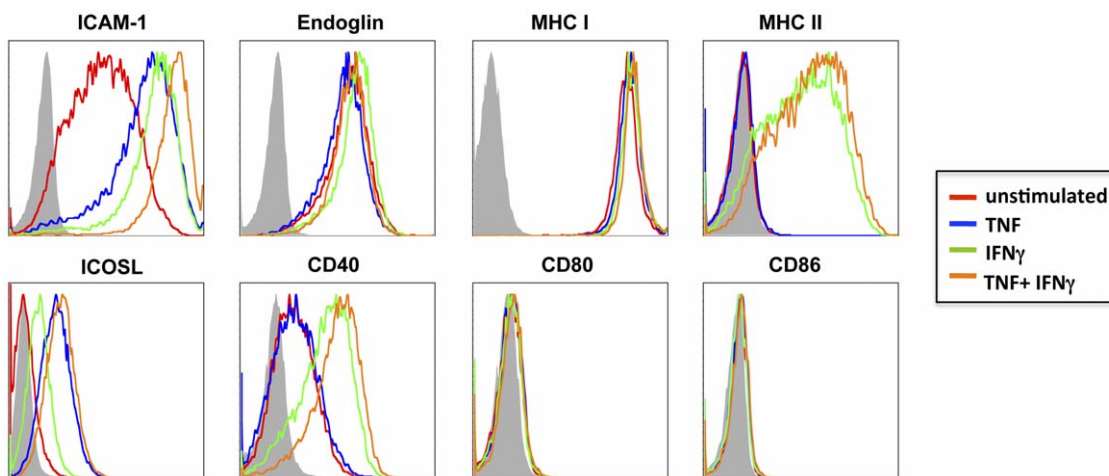 ICAM-1 Endoglin MHC I MHC II
unstimulated
TNF
IFNγ
TNF+ IFNγ
ICOSL CD40 CD80 CD86